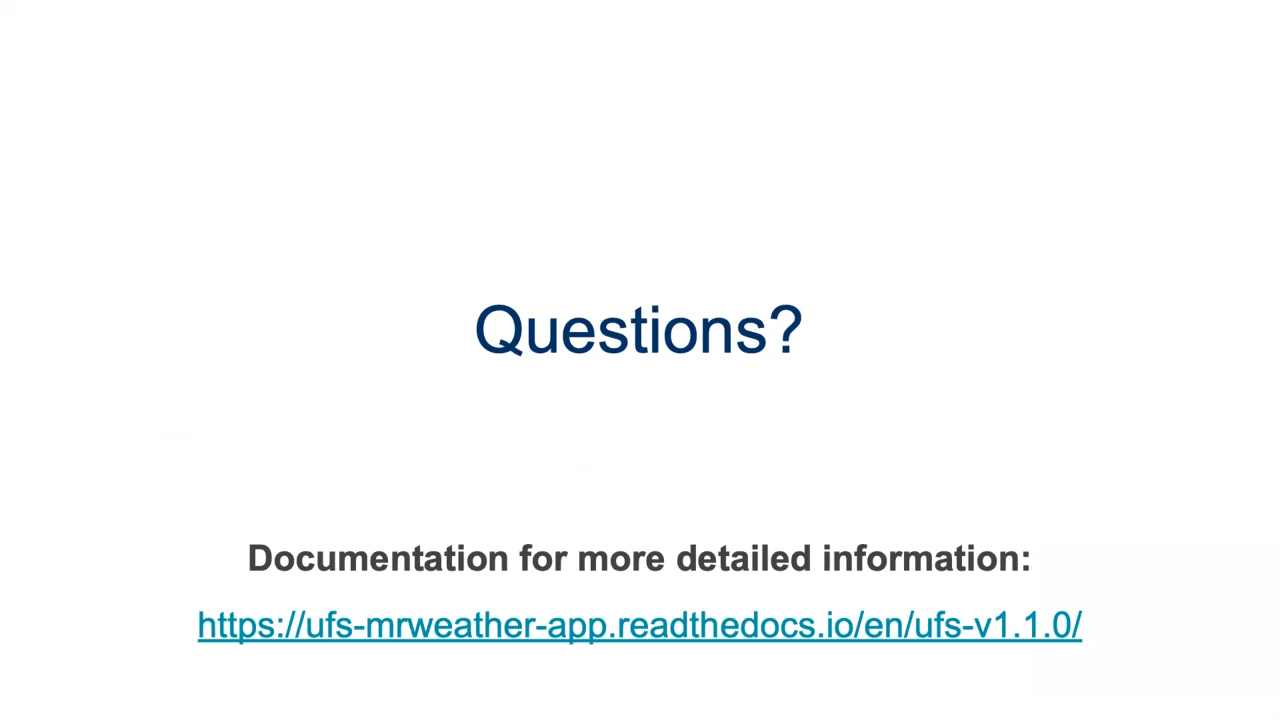 Questions?
Documentation for more detailed information:
https://ufs-mrweather-app.readthedocs.io/en/ufs-v1.1.0/